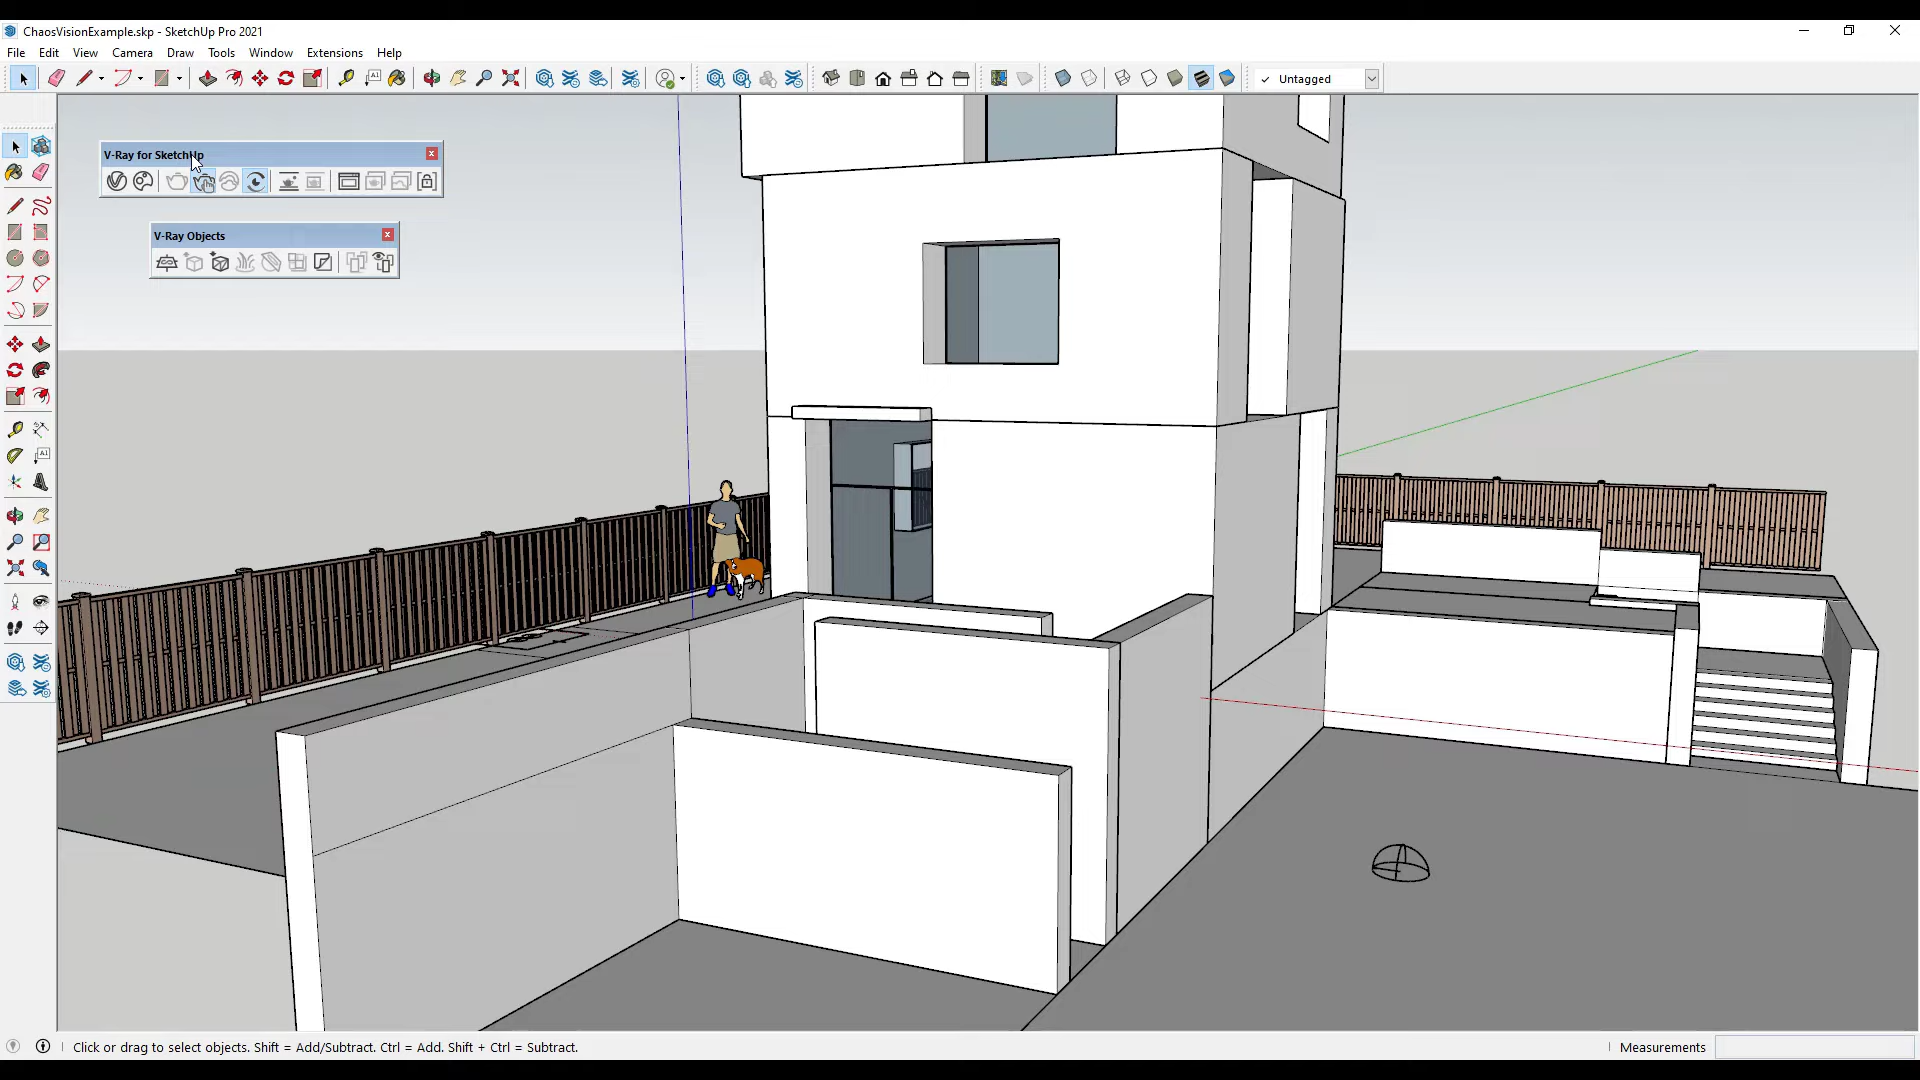 ChaosVisionExample.skp - SketchUp Pro 2021
File Edit View Camera Draw Tools Window Extensions Help
Untagged
V-Ray for SketchUp
V-Ray Objects
Click or drag to select objects. Shift = Add/Subtract. Ctrl = Add. Shift + Ctrl = Subtract.
Measurements